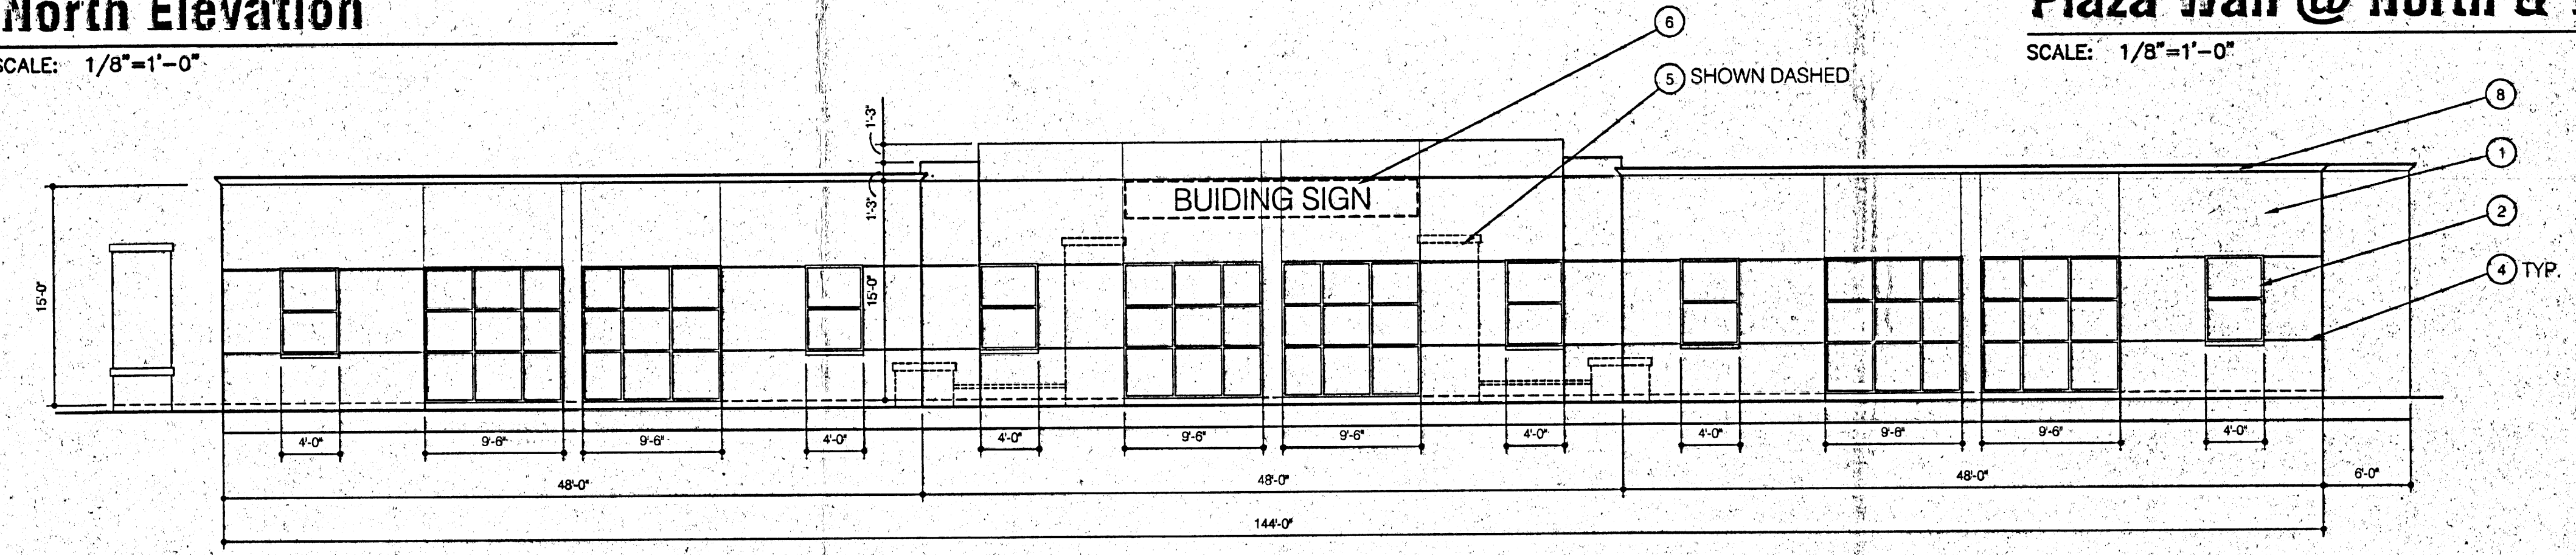 North Elevation
SCALE: 1/8"=1'-0"
Plaza Wall @ North &
SCALE: 1/8"=1'-0"
6
5 SHOWN DASHED
8
1
2
4 TYP.
1'-3"
1'-3"
15'-0"
15'-0"
BUIDING SIGN
4'-0" 9'-6" 9'-6" 4'-0" 4'-0" 9'-6" 9'-6" 4'-0" 4'-0" 9'-6" 9'-6" 4'-0"
48'-0" 48'-0" 48'-0" 6'-0"
144'-0"